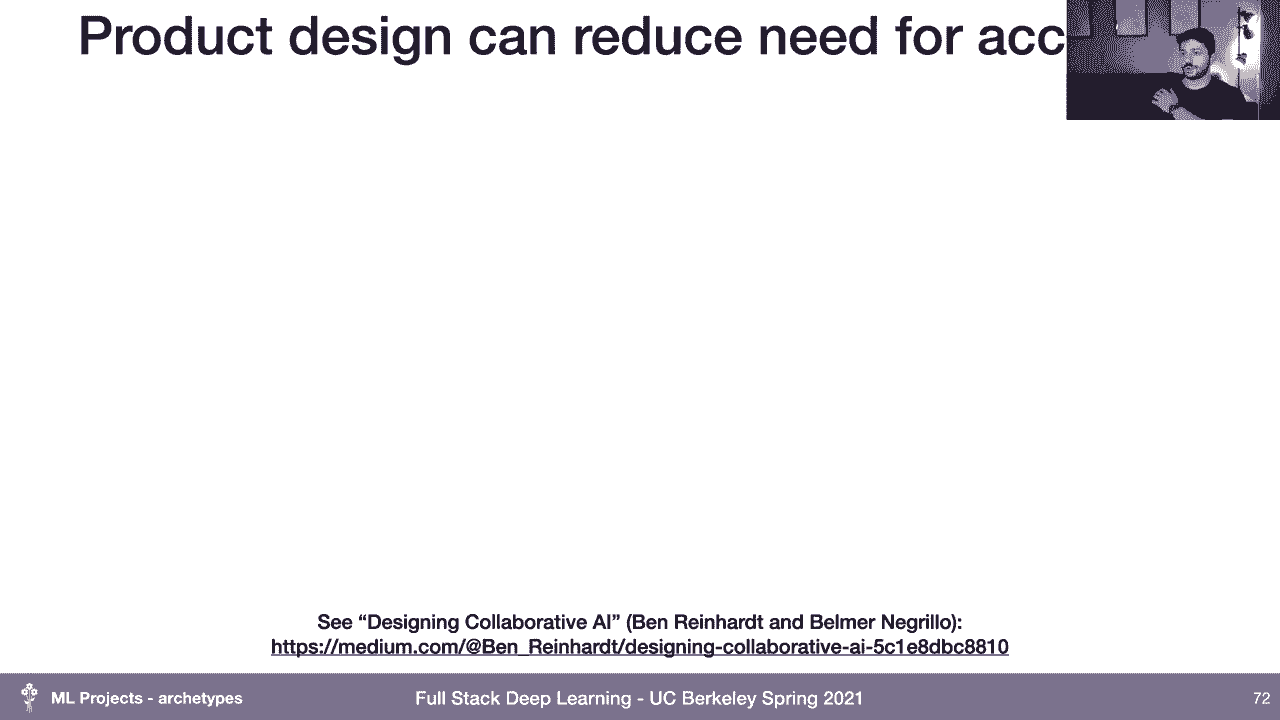 Product design can reduce need for acc
See “Designing Collaborative AI” (Ben Reinhardt and Belmer Negrillo):
https://medium.com/@Ben_Reinhardt/designing-collaborative-ai-5c1e8dbc8810
ML Projects - archetypes
Full Stack Deep Learning - UC Berkeley Spring 2021
72